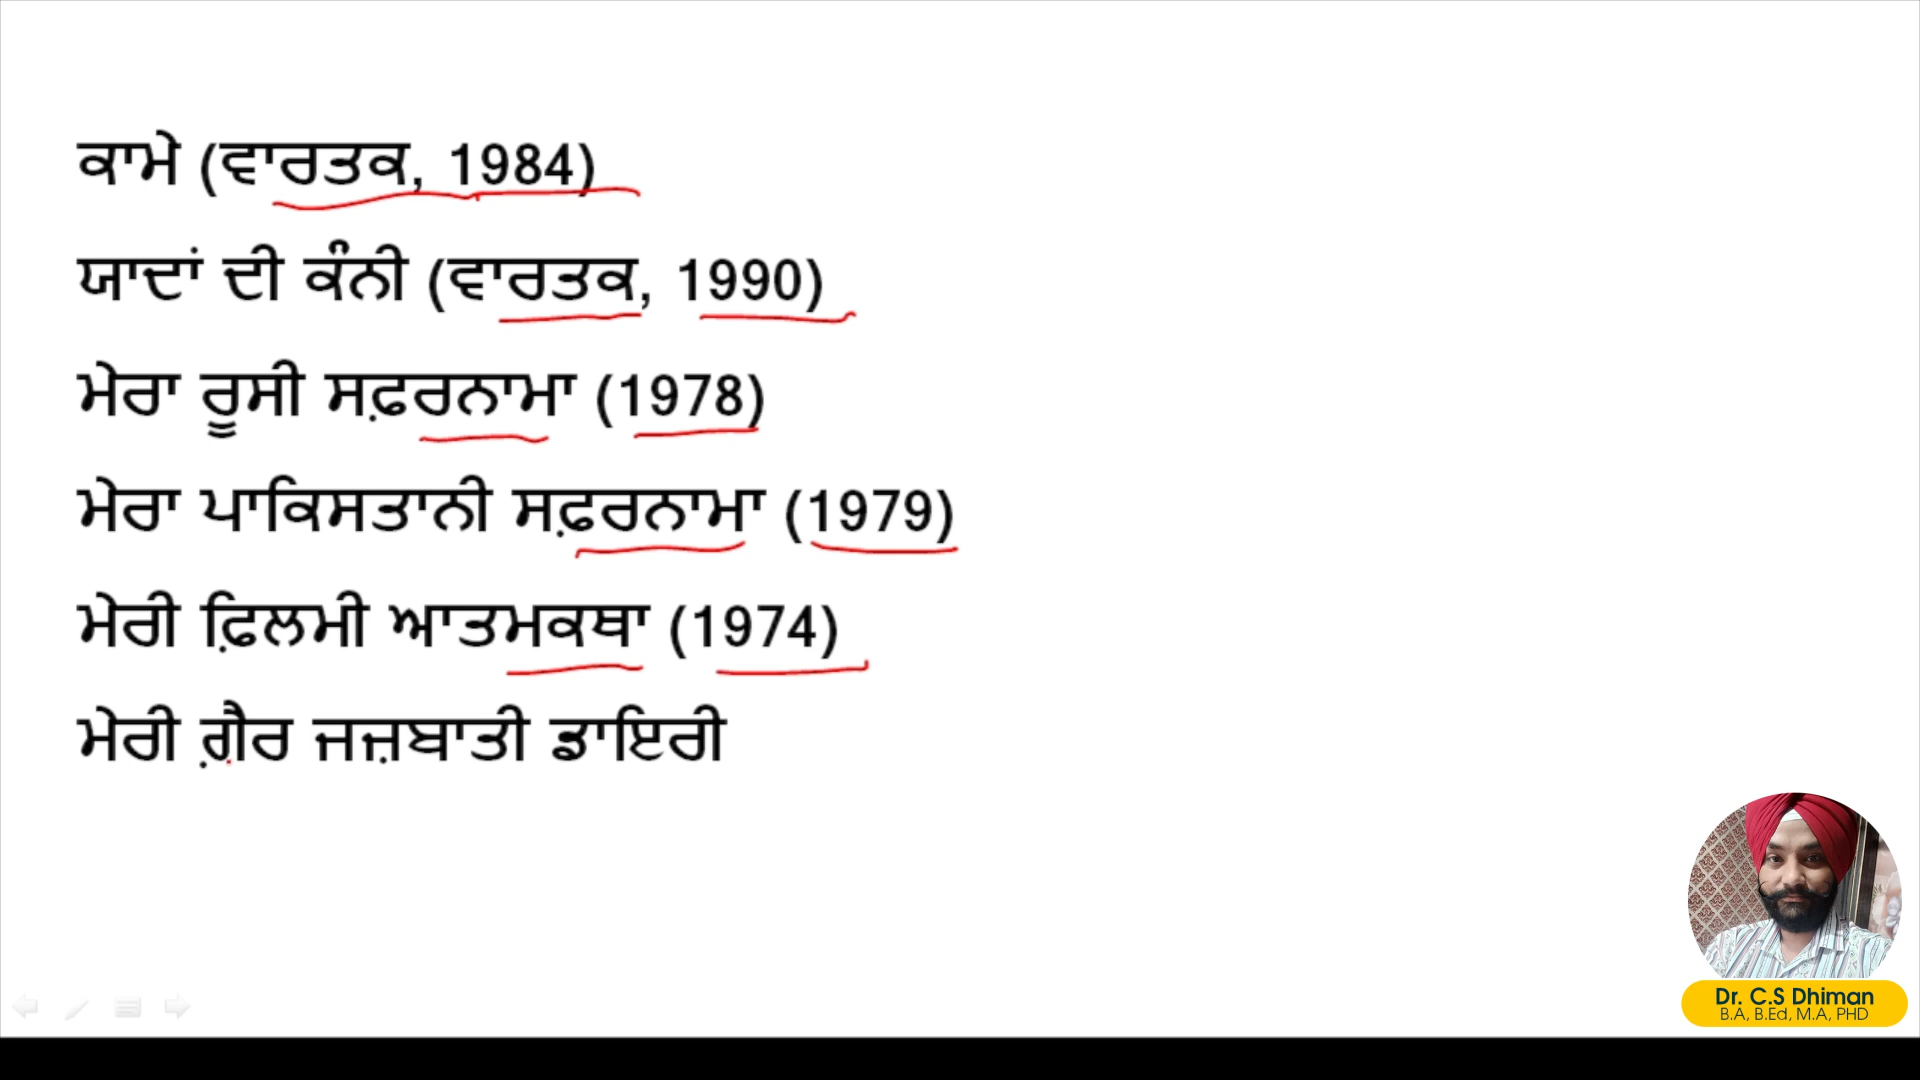 ਕਾਮੇ (ਵਾਰਤਕ, 1984)
ਯਾਦਾਂ ਦੀ ਕੰਨੀ (ਵਾਰਤਕ, 1990)
ਮੇਰਾ ਰੂਸੀ ਸਫ਼ਰਨਾਮਾ (1978)
ਮੇਰਾ ਪਾਕਿਸਤਾਨੀ ਸਫ਼ਰਨਾਮਾ (1979)
ਮੇਰੀ ਫ਼ਿਲਮੀ ਆਤਮਕਥਾ (1974)
ਮੇਰੀ ਗ਼ੈਰ ਜਜ਼ਬਾਤੀ ਡਾਇਰੀ
Dr. C.S Dhiman
B.A, B.Ed, M.A, PHD